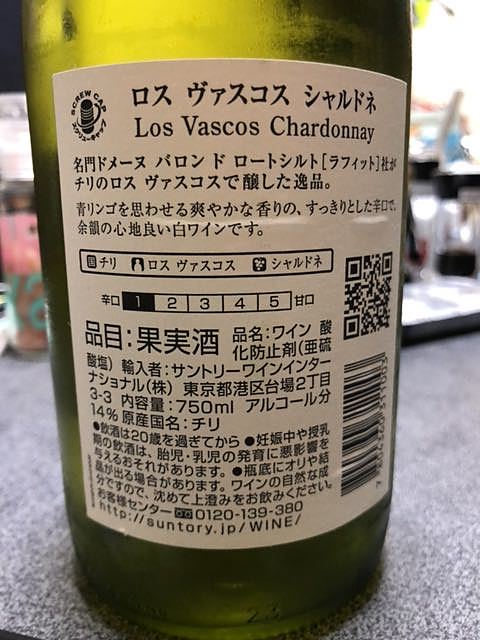 SCREW CAP
ロス ヴァスコス シャルドネ
Los Vascos Chardonnay
名門ドメーヌ バロン ド ロートシルト[ラフィット]社が
チリのロス ヴァスコスで醸した逸品。
青リンゴを思わせる爽やかな香りの、すっきりとした辛口で、
余韻の心地良い白ワインです。
チリ ロス ヴァスコス シャルドネ
辛口 1 2 3 4 5 甘口
品目:果実酒 品名:ワイン 酸
化防止剤(亜硫
酸塩) 輸入者:サントリーワインインター
ナショナル(株) 東京都港区台場2丁目
3-3 内容量:750ml アルコール分
14% 原産国名:チリ
●飲酒は20歳を過ぎてから ●妊娠中や授乳
期の飲酒は、胎児・乳児の発育に悪影響を
与えるおそれがあります。 ●瓶底にオリや結
晶が出る場合があります。ワインの自然な成
分ですので、沈めて上澄みをお飲みください。
お客様センター 0120-139-380
http://suntory.jp/WINE/